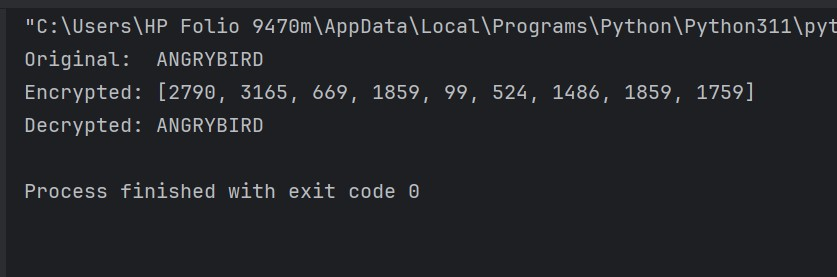 "C:\Users\HP Folio 9470m\AppData\Local\Programs\Python\Python311\pyt
Original:  ANGRYBIRD
Encrypted: [2790, 3165, 669, 1859, 99, 524, 1486, 1859, 1759]
Decrypted: ANGRYBIRD
Process finished with exit code 0